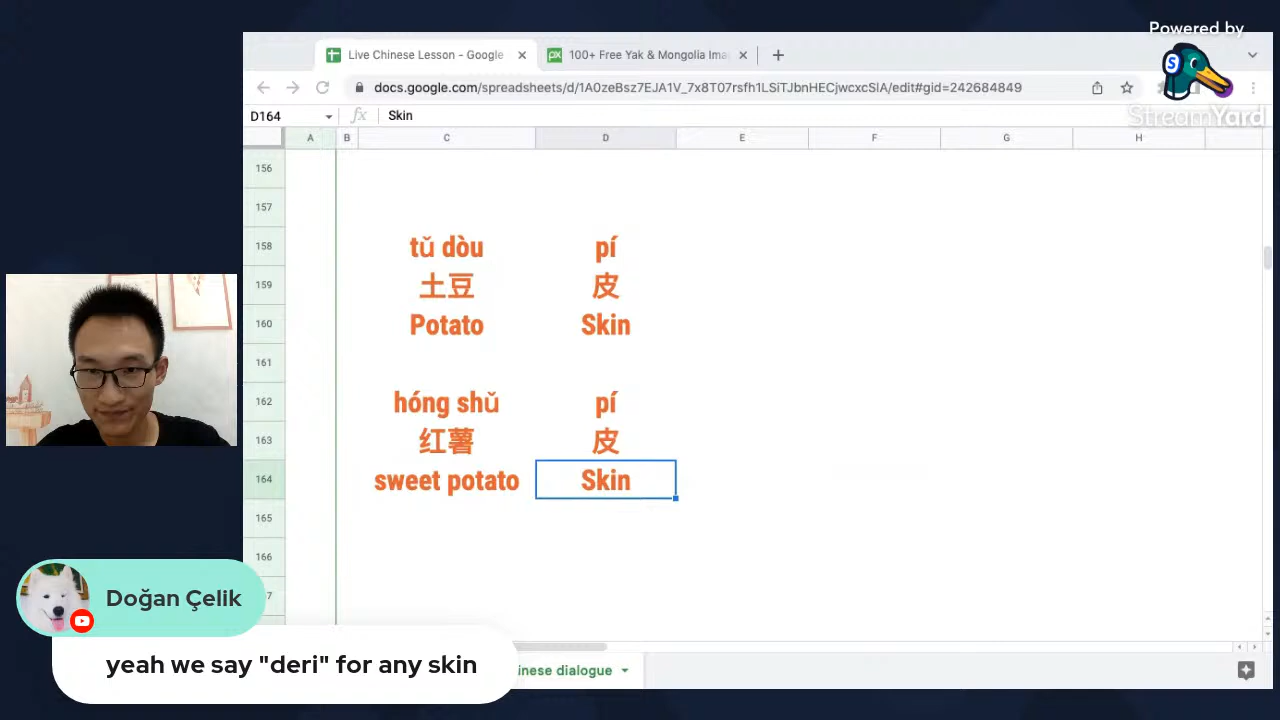 Powered by
StreamYard
Live Chinese Lesson - Google
100+ Free Yak & Mongolia Ima
docs.google.com/spreadsheets/d/1A0zeBsz7EJA1V_7x8T07rsfh1LSiTJbnHECjwcxcSIA/edit#gid=242684849
D164
fx
Skin
A B C D E F G H
156
157
158 tǔ dòu pí
159 土豆 皮
160 Potato Skin
161
162 hóng shǔ pí
163 红薯 皮
164 sweet potato Skin
165
166
7
Doğan Çelik
yeah we say "deri" for any skin
inese dialogue